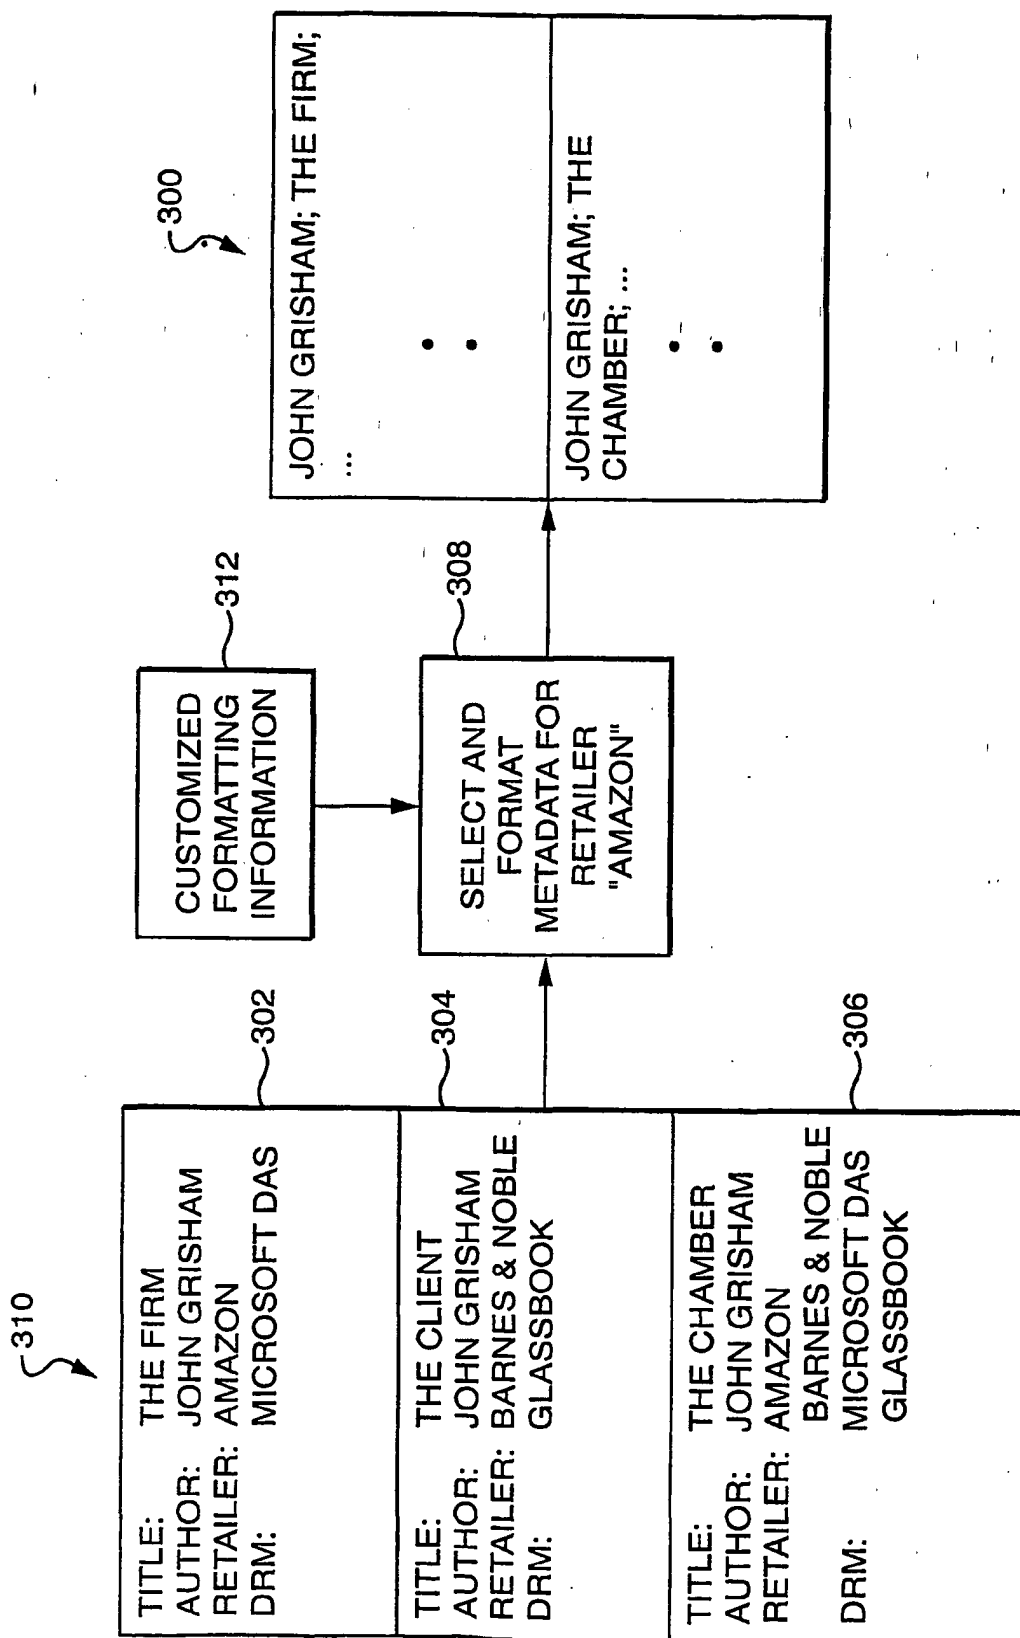 310
TITLE: THE FIRM
AUTHOR: JOHN GRISHAM
RETAILER: AMAZON
DRM: MICROSOFT DAS
302
TITLE: THE CLIENT
AUTHOR: JOHN GRISHAM
RETAILER: BARNES & NOBLE
DRM: GLASSBOOK
304
TITLE: THE CHAMBER
AUTHOR: JOHN GRISHAM
RETAILER: AMAZON
BARNES & NOBLE
DRM: MICROSOFT DAS
GLASSBOOK
306
CUSTOMIZED
FORMATTING
INFORMATION
312
SELECT AND
FORMAT
METADATA FOR
RETAILER
"AMAZON"
308
300
JOHN GRISHAM; THE FIRM;
...
JOHN GRISHAM; THE
CHAMBER; ...